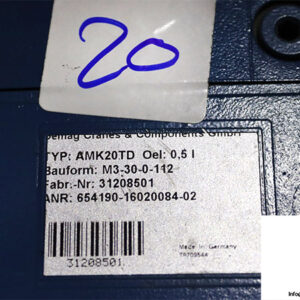 20
Demag Cranes & Components GmbH
TYP: AMK20TD Oel: 0,5 l
Bauform: M3-30-0-112
Fabr.-Nr: 31208501
ANR: 654190-16020084-02
Made in Germany
31208501